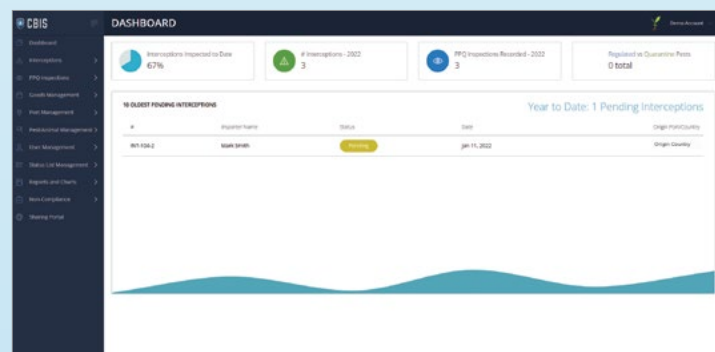 CBIS
DASHBOARD
Demo Account
Dashboard
Interceptions
PPQ Inspections
Goods Management
Port Management
Pest/Animal Management
User Management
Status List Management
Reports and Charts
Non-Compliance
Sharing Portal
Interceptions Inspected to Date
67%
# Interceptions - 2022
3
PPQ Inspections Recorded - 2022
3
Regulated vs Quarantine Pests
0 total
10 OLDEST PENDING INTERCEPTIONS
Year to Date: 1 Pending Interceptions
# Inspector Name Status Date Origin Port/Country
Mark Smith Pending Jan 11, 2022 Origin Country